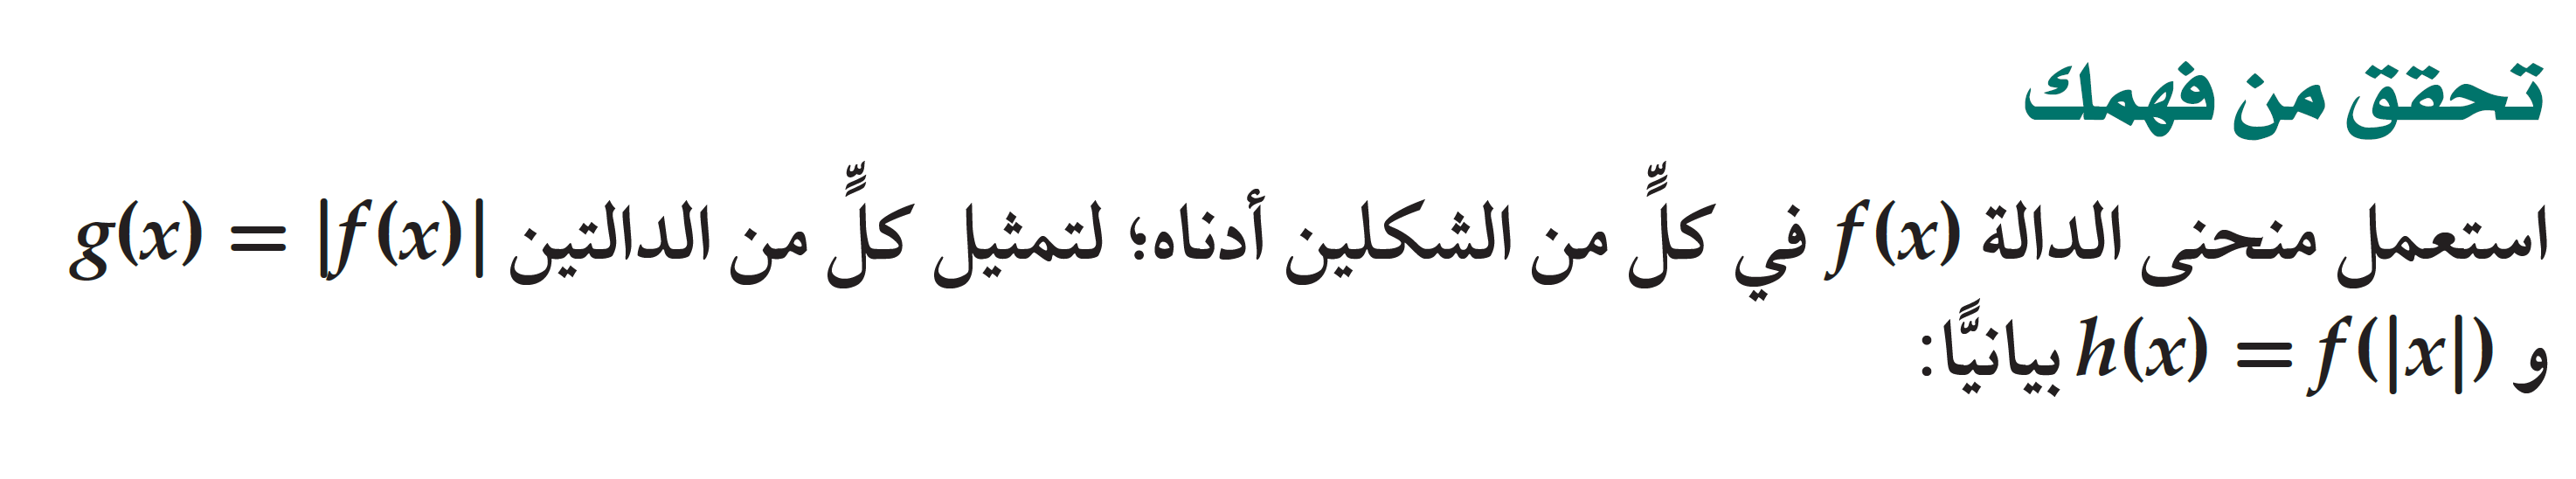 تحقق من فهمك
استعمل منحنى الدالة f(x) في كلٍّ من الشكلين أدناه؛ لتمثيل كلٍّ من الدالتين g(x) = |f(x)|
و h(x) = f(|x|) بيانيًّا: